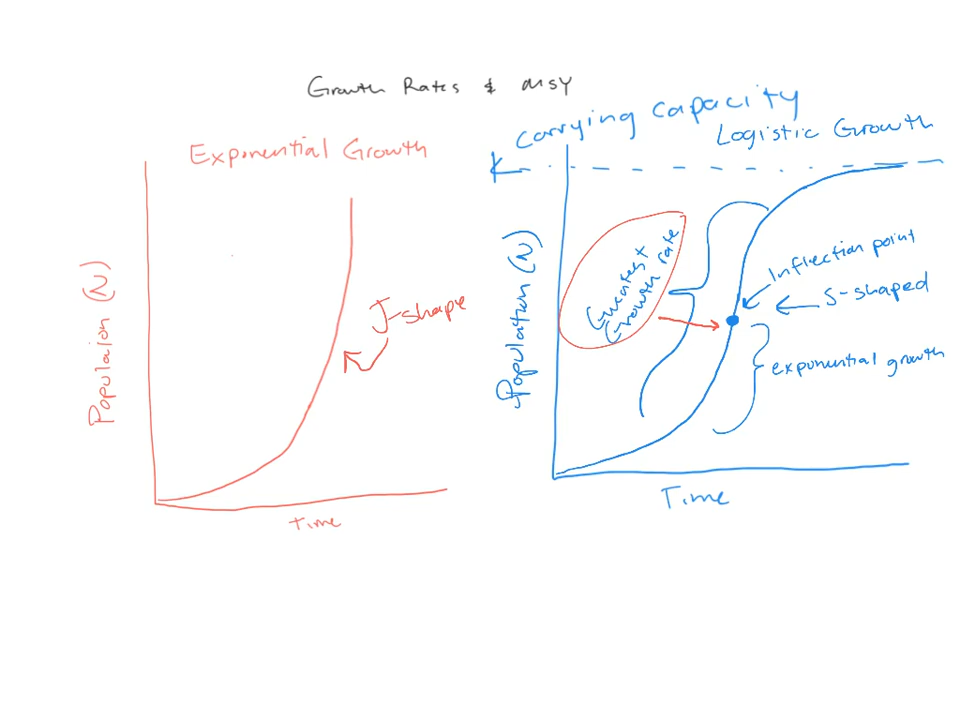 Growth Rates & MSY
Exponential Growth
Populaion (N)
J-shape
Time
Carrying Capacity
Logistic Growth
K
Population (N)
Greatest
Growth rate
Inflection point
S-shaped
exponential growth
Time